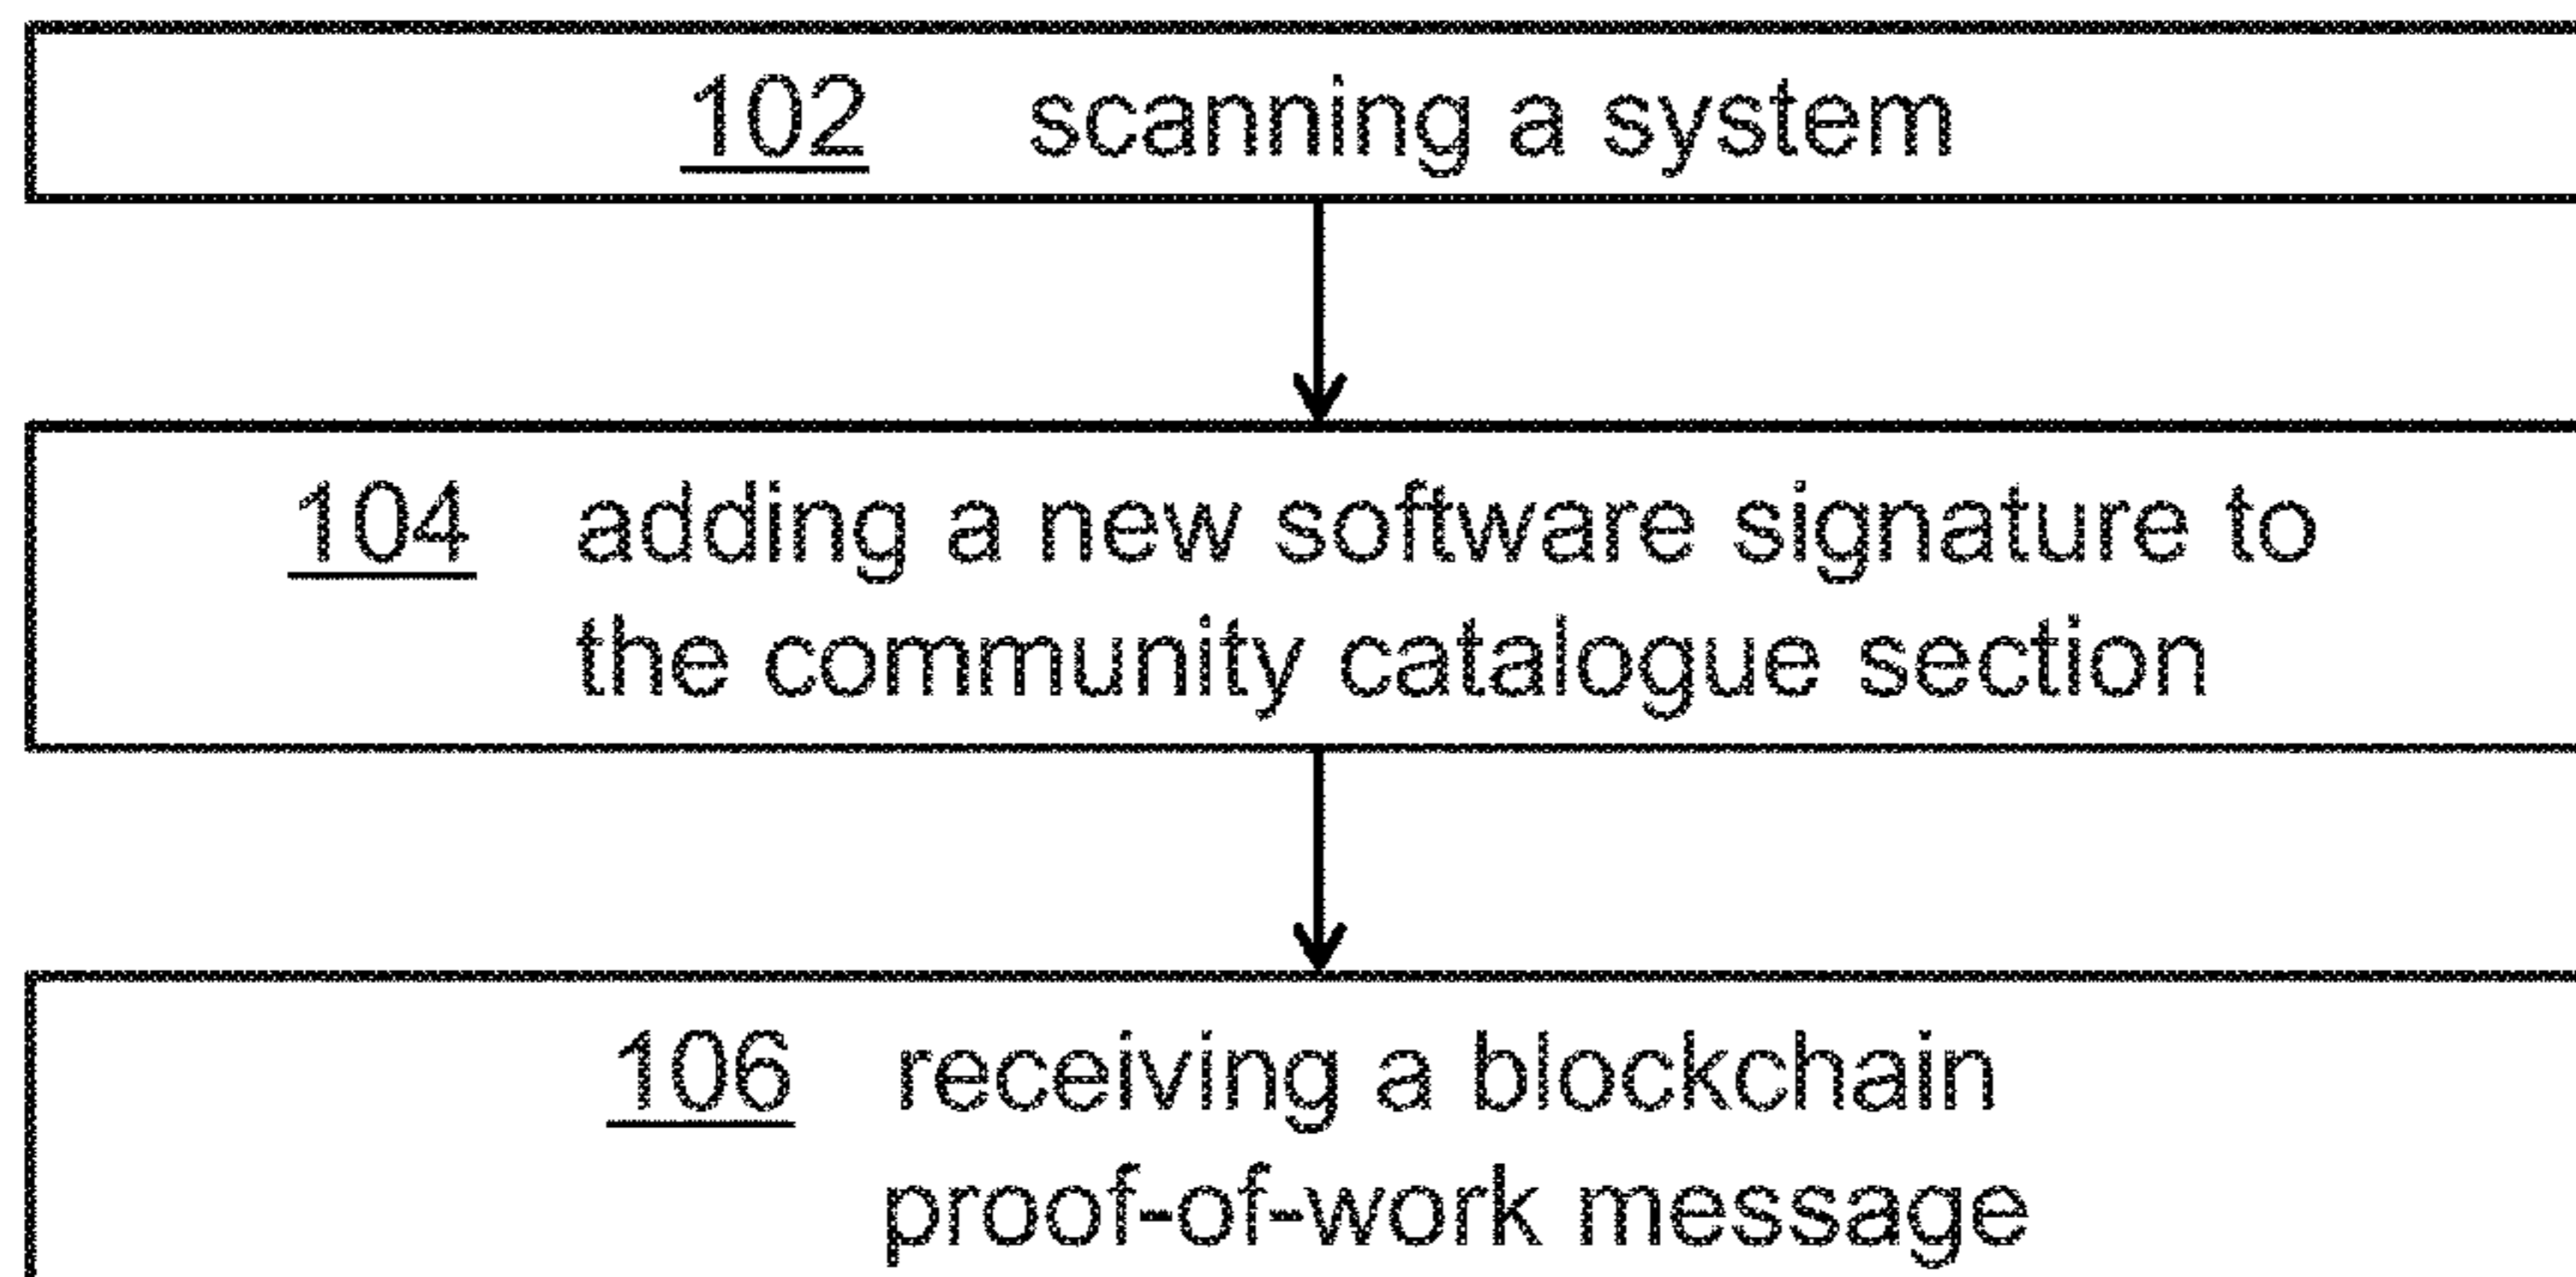 102 scanning a system
104 adding a new software signature to
the community catalogue section
106 receiving a blockchain
proof-of-work message